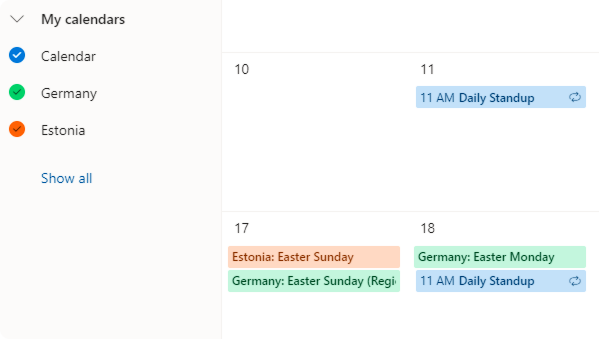 My calendars
Calendar
Germany
Estonia
Show all
10
11
11 AM Daily Standup
17
18
Estonia: Easter Sunday
Germany: Easter Monday
Germany: Easter Sunday (Regi
11 AM Daily Standup